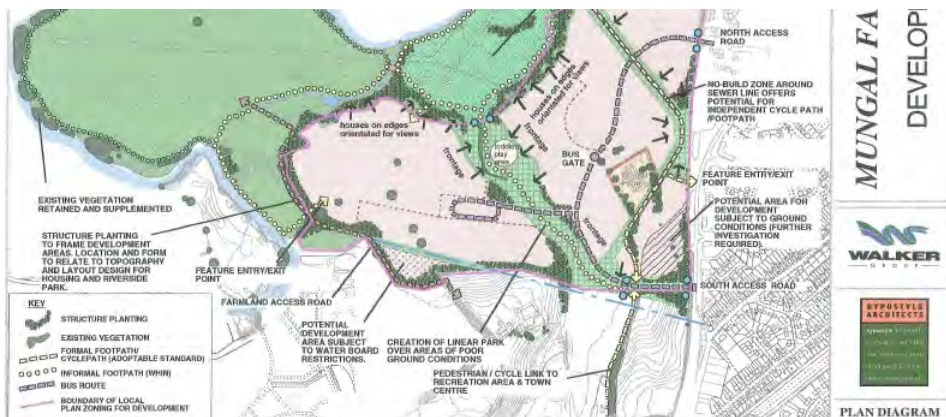 NORTH ACCESS
ROAD
NO-BUILD ZONE AROUND
SEWER LINE OFFERS
POTENTIAL FOR
INDEPENDENT CYCLE PATH
/FOOTPATH
houses on edges
orientated for views
houses on edges
orientated for views
frontage
frontage
frontage
play
area
BUS
GATE
FEATURE ENTRY/EXIT
POINT
POTENTIAL AREA FOR
DEVELOPMENT
SUBJECT TO GROUND
CONDITIONS (FURTHER
INVESTIGATION
REQUIRED).
EXISTING VEGETATION
RETAINED AND SUPPLEMENTED
STRUCTURE PLANTING
TO FRAME DEVELOPMENT
AREAS. LOCATION AND FORM
TO RELATE TO TOPOGRAPHY
AND LAYOUT DESIGN FOR
HOUSING AND RIVERSIDE
PARK.
FEATURE ENTRY/EXIT
POINT
FARMLAND ACCESS ROAD
POTENTIAL
DEVELOPMENT
AREA SUBJECT
TO WATER BOARD
RESTRICTIONS.
CREATION OF LINEAR PARK
OVER AREAS OF POOR
GROUND CONDITIONS
SOUTH ACCESS ROAD
PEDESTRIAN / CYCLE LINK TO
RECREATION AREA & TOWN
CENTRE
KEY
STRUCTURE PLANTING
EXISTING VEGETATION
FORMAL FOOTPATH/
CYCLEPATH (ADOPTABLE STANDARD)
INFORMAL FOOTPATH (WHIN)
BUS ROUTE
BOUNDARY OF LOCAL
PLAN ZONING FOR DEVELOPMENT
MUNGAL FA
DEVELOP
WALKER
GROUP
HYPOSTYLE
ARCHITECTS
PLAN DIAGRAM